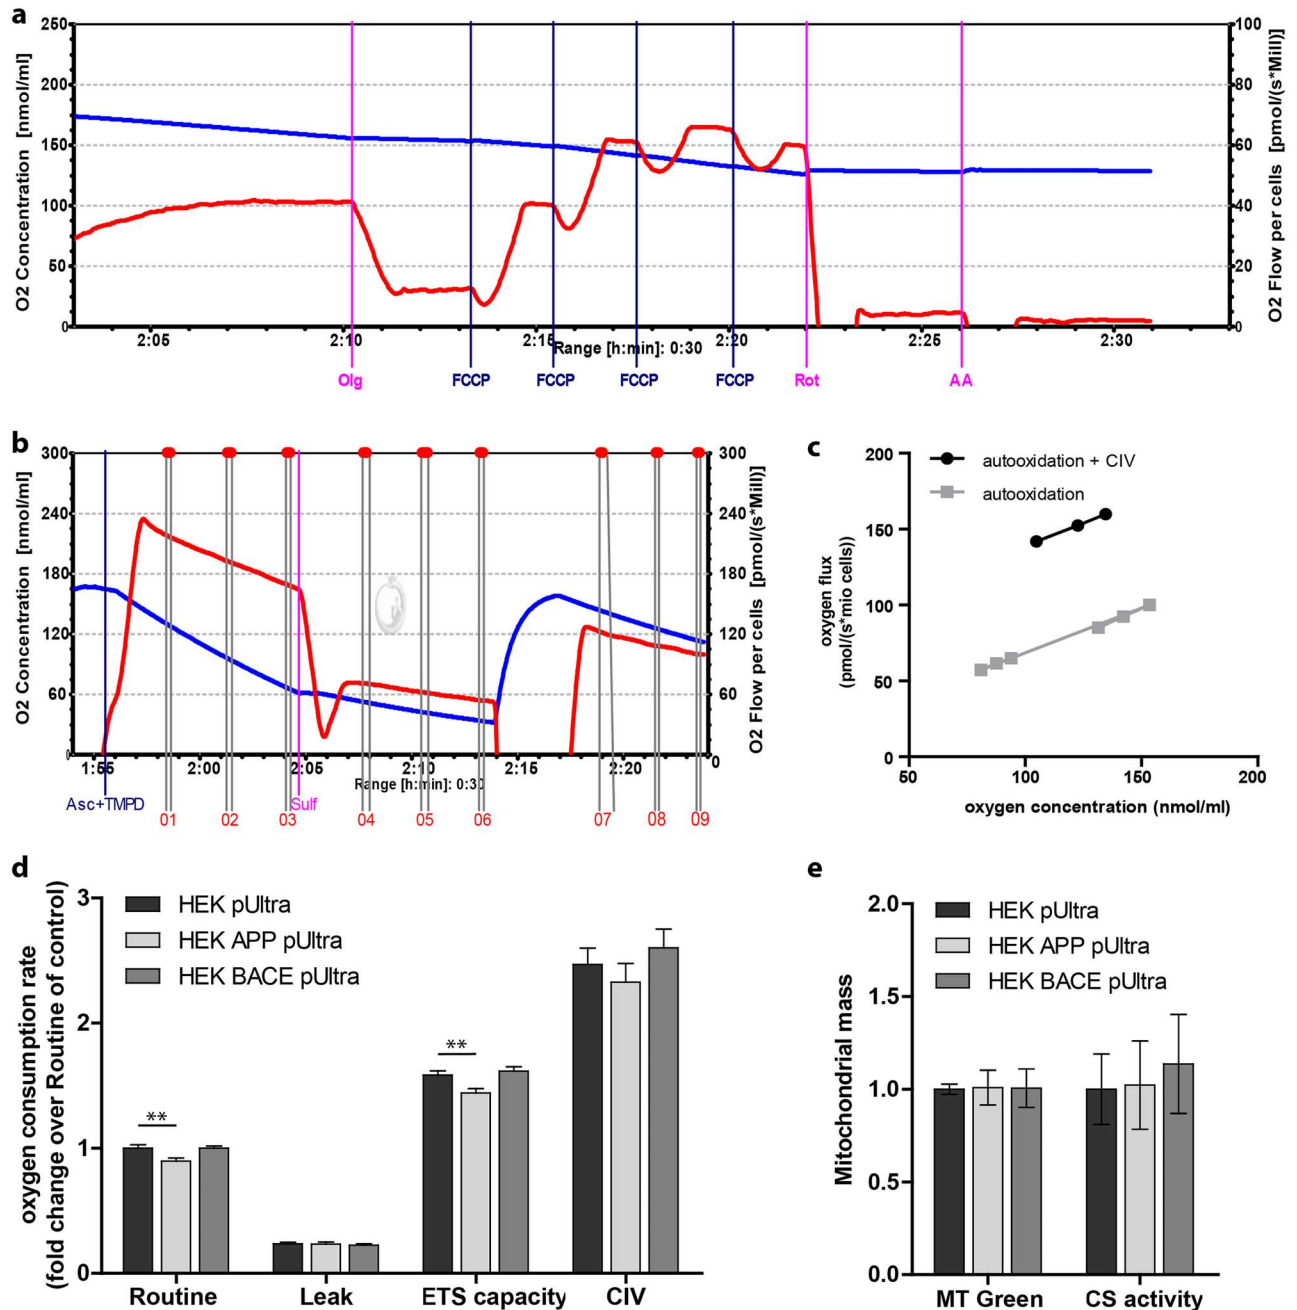 a
O2 Concentration [nmol/ml]
250
200
150
100
50
0
100
80
60
40
20
0
O2 Flow per cells [pmol/(s*Mill)]
2:05
2:10
2:15
2:20
2:25
2:30
Range [h:min]: 0:30
Olg
FCCP
FCCP
FCCP
FCCP
Rot
AA
b
O2 Concentration [nmol/ml]
300
240
180
120
60
0
300
240
180
120
60
0
O2 Flow per cells [pmol/(s*Mill)]
1:55
2:00
2:05
2:10
2:15
2:20
Range [h:min]: 0:30
Asc+TMPD
Sulf
01
02
03
04
05
06
07
08
09
c
autooxidation + CIV
autooxidation
oxygen flux
(pmol/(s*mio cells))
200
150
100
50
0
50
100
150
200
oxygen concentration (nmol/ml)
d
oxygen consumption rate
(fold change over Routine of control)
3
2
1
0
HEK pUltra
HEK APP pUltra
HEK BACE pUltra
**
**
Routine
Leak
ETS capacity
CIV
e
Mitochondrial mass
2.0
1.5
1.0
0.5
0.0
HEK pUltra
HEK APP pUltra
HEK BACE pUltra
MT Green
CS activity